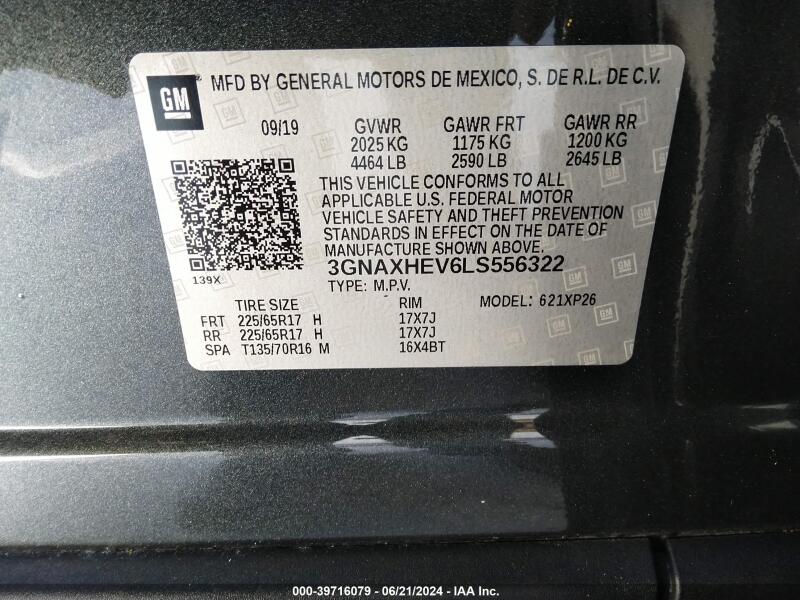 GM
MFD BY GENERAL MOTORS DE MEXICO, S. DE R.L. DE C.V.
09/19 GVWR GAWR FRT GAWR RR
2025 KG 1175 KG 1200 KG
4464 LB 2590 LB 2645 LB
THIS VEHICLE CONFORMS TO ALL
APPLICABLE U.S. FEDERAL MOTOR
VEHICLE SAFETY AND THEFT PREVENTION
STANDARDS IN EFFECT ON THE DATE OF
MANUFACTURE SHOWN ABOVE.
139X 3GNAXHEV6LS556322
TYPE: M.P.V.
TIRE SIZE RIM MODEL: 621XP26
FRT 225/65R17 H 17X7J
RR 225/65R17 H 17X7J
SPA T135/70R16 M 16X4BT
000-39716079 - 06/21/2024 - IAA Inc.